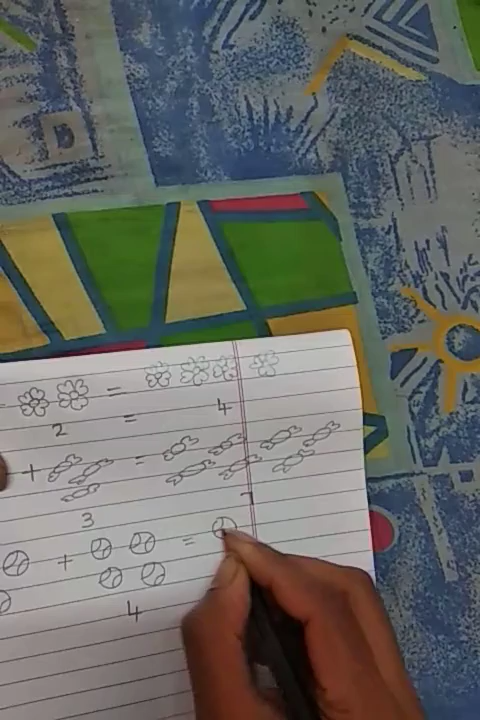 D
=
2 = 4
+ =
3 7
+ =
4